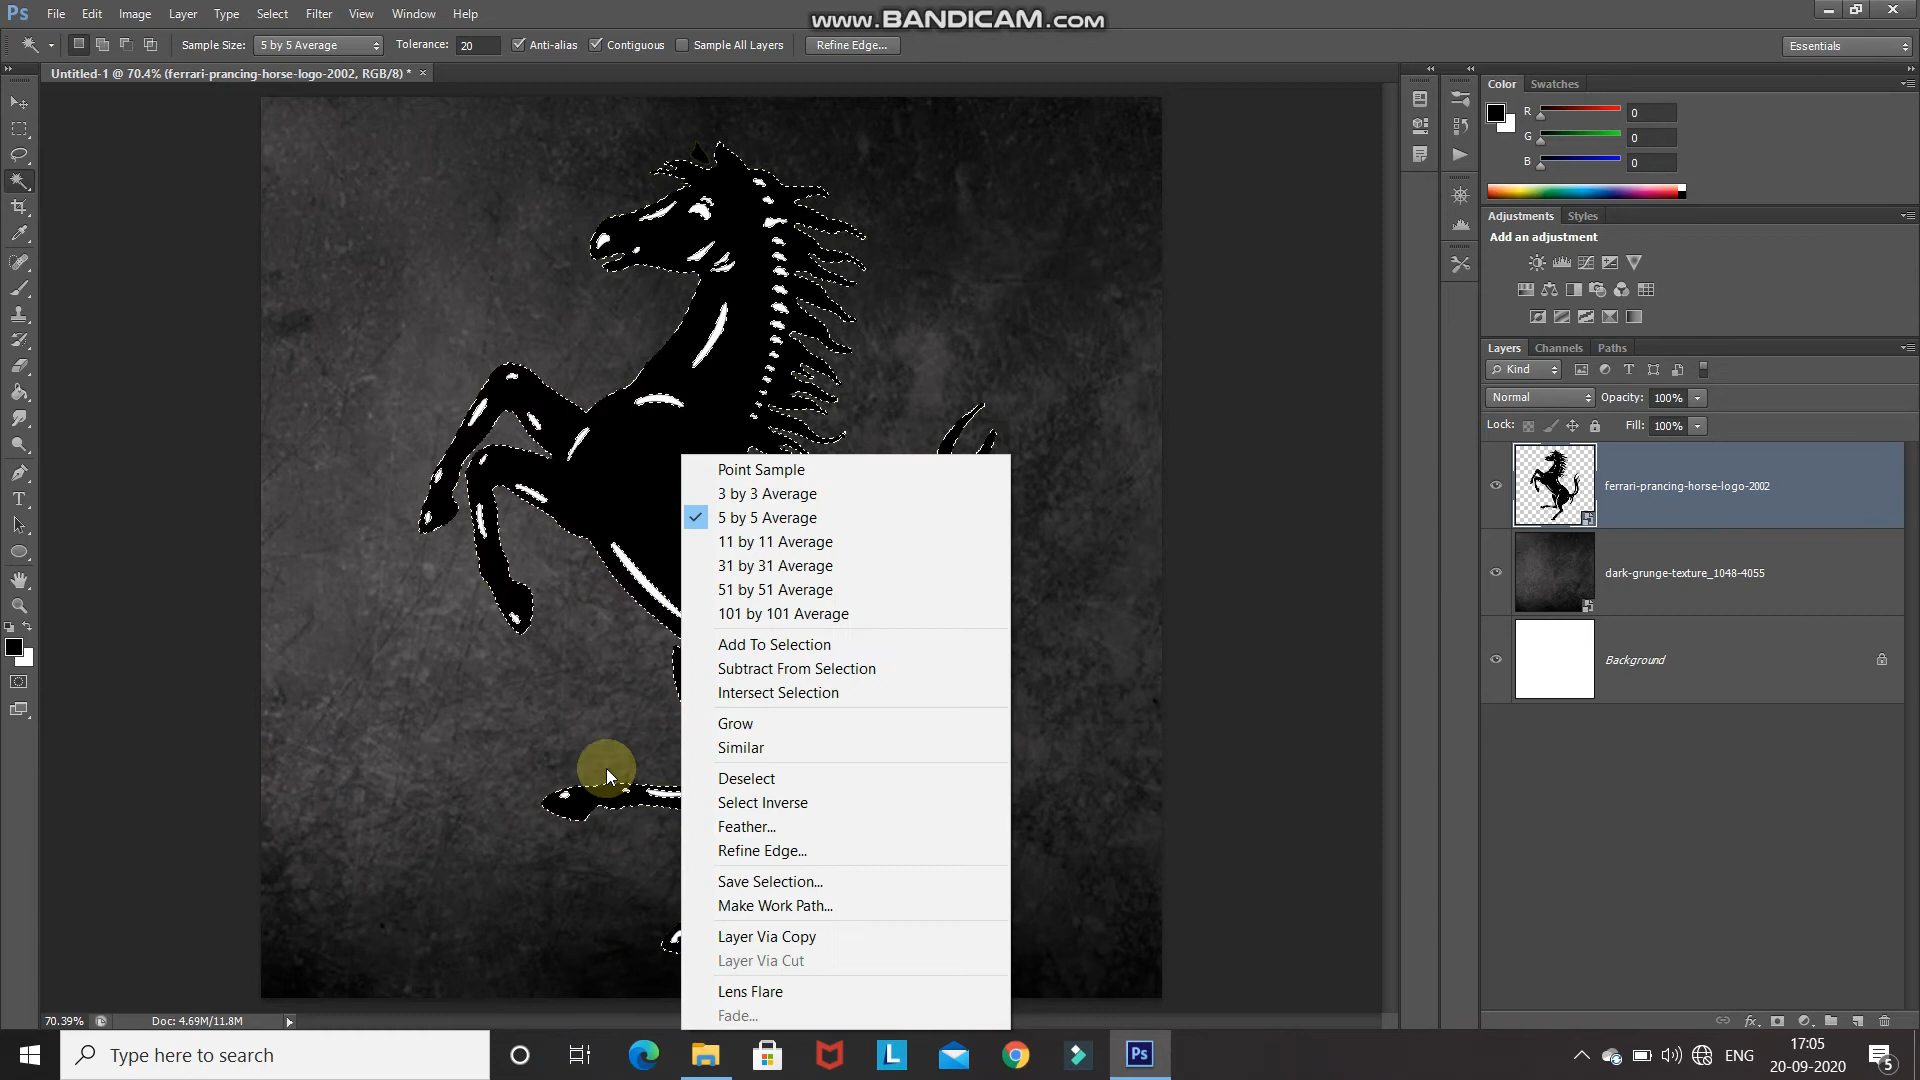 www.BANDICAM.com
Ps File Edit Image Layer Type Select Filter View Window Help
Sample Size: 5 by 5 Average Tolerance: 20 Anti-alias Contiguous Sample All Layers Refine Edge... Essentials
Untitled-1 @ 70.4% (ferrari-prancing-horse-logo-2002, RGB/8) * ×
Color Swatches
R 0
G 0
B 0
Adjustments Styles
Add an adjustment
Layers Channels Paths
Kind
Normal Opacity: 100%
Lock: Fill: 100%
ferrari-prancing-horse-logo-2002
dark-grunge-texture_1048-4055
Background
Point Sample
3 by 3 Average
5 by 5 Average
11 by 11 Average
31 by 31 Average
51 by 51 Average
101 by 101 Average
Add To Selection
Subtract From Selection
Intersect Selection
Grow
Similar
Deselect
Select Inverse
Feather...
Refine Edge...
Save Selection...
Make Work Path...
Layer Via Copy
Layer Via Cut
Lens Flare
Fade...
70.39% Doc: 4.69M/11.8M
Type here to search
L
Ps
ENG
17:05
20-09-2020
5